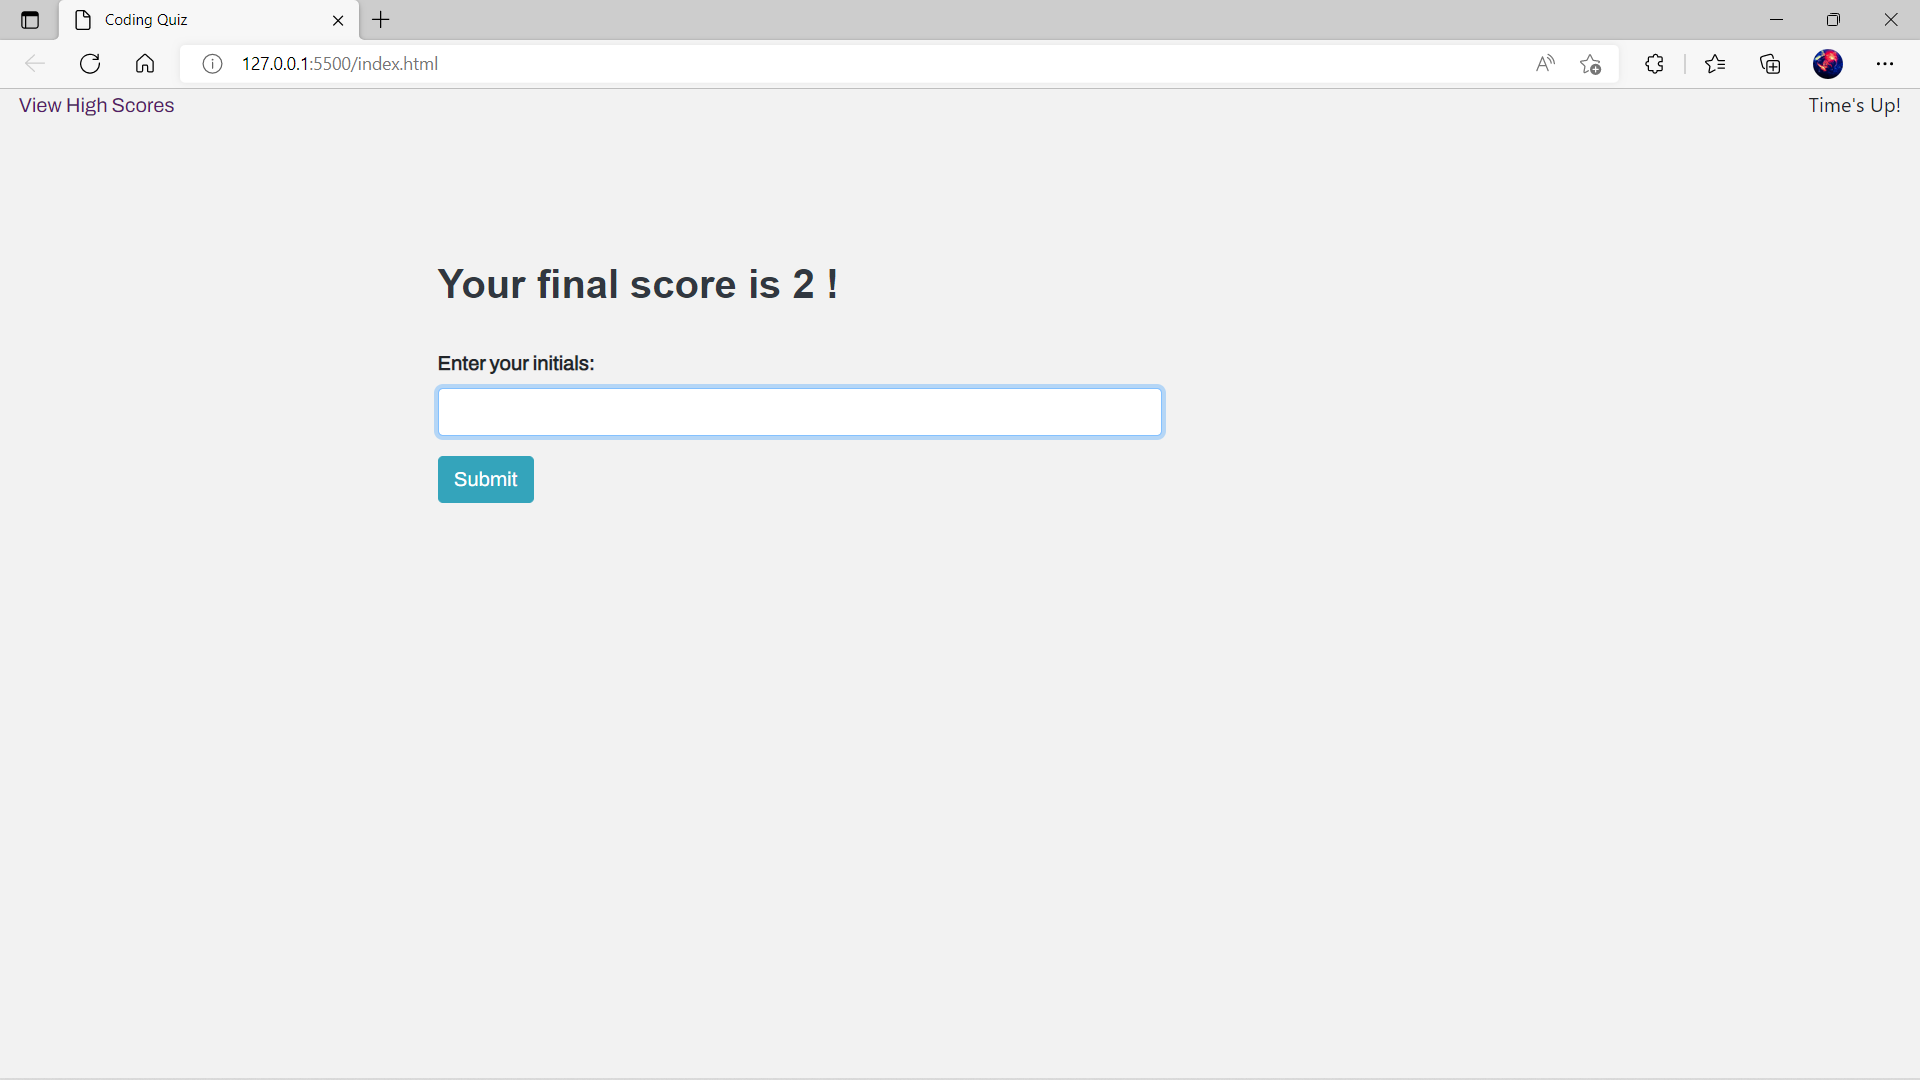 Coding Quiz
127.0.0.1:5500/index.html
View High Scores
Time's Up!
Your final score is 2 !
Enter your initials:
Submit